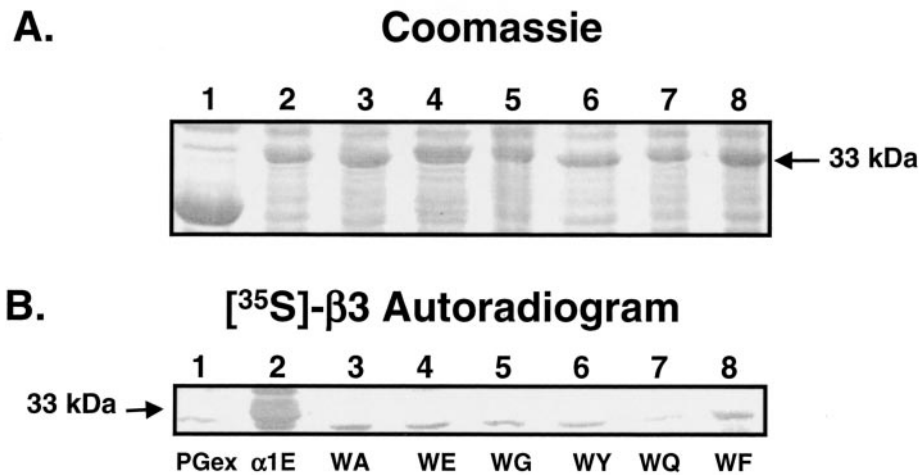 A. Coomassie
1 2 3 4 5 6 7 8
33 kDa
B. [³⁵S]-β3 Autoradiogram
1 2 3 4 5 6 7 8
33 kDa
PGex α1E WA WE WG WY WQ WF